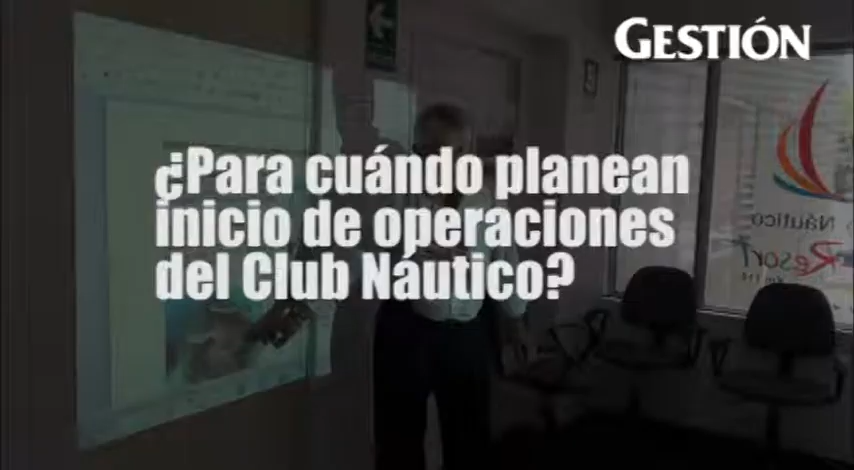 GESTIÓN
¿Para cuándo planean
inicio de operaciones
del Club Náutico?
Náutico
Resort